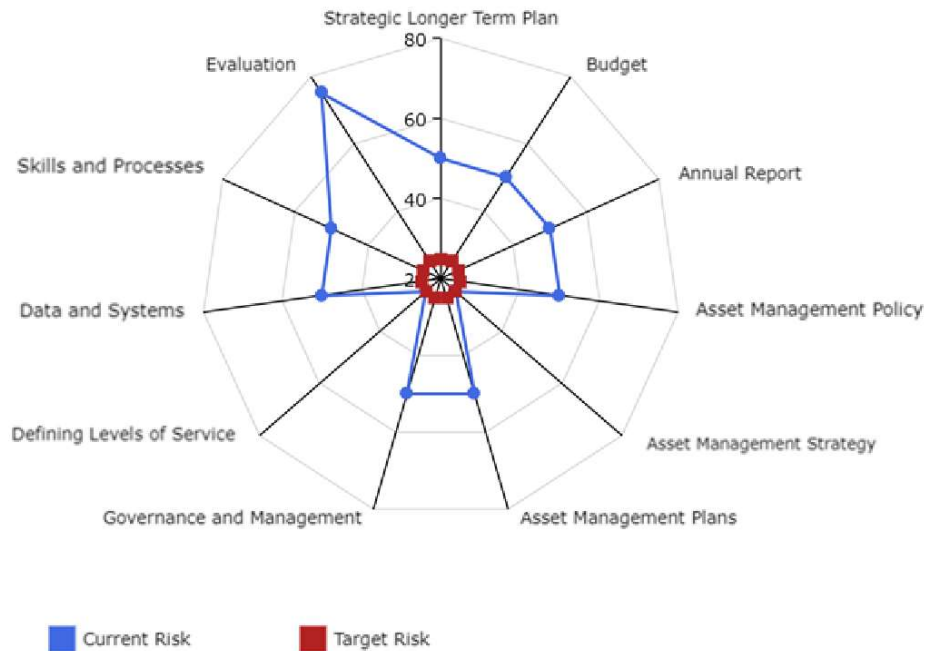 Strategic Longer Term Plan
80
Evaluation
Budget
60
Skills and Processes
Annual Report
40
Data and Systems
Asset Management Policy
Defining Levels of Service
Asset Management Strategy
Governance and Management
Asset Management Plans
Current Risk
Target Risk